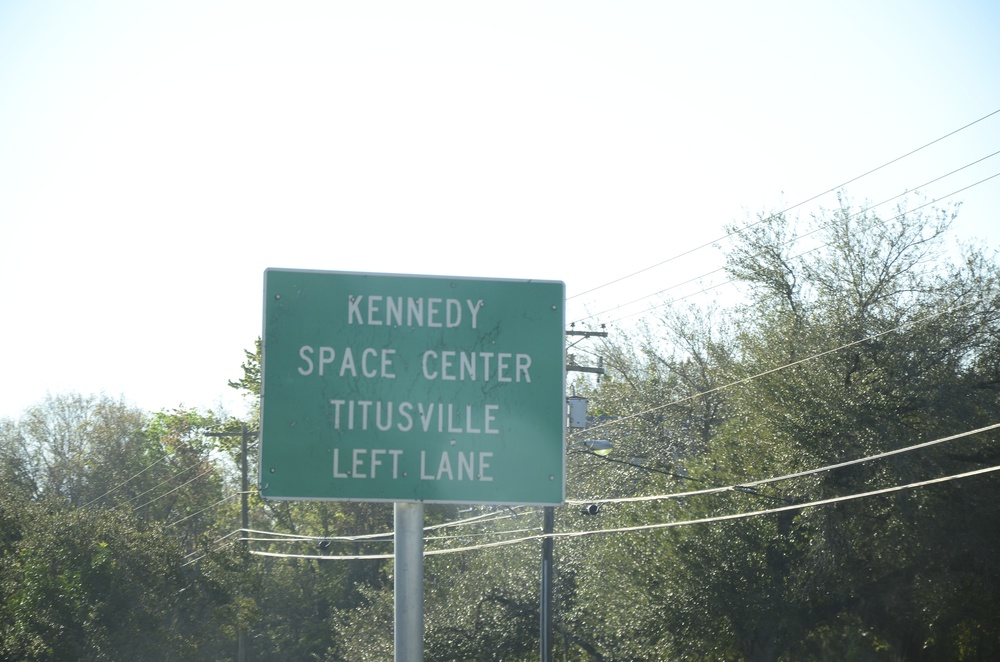 KENNEDY
SPACE CENTER
TITUSVILLE
LEFT LANE